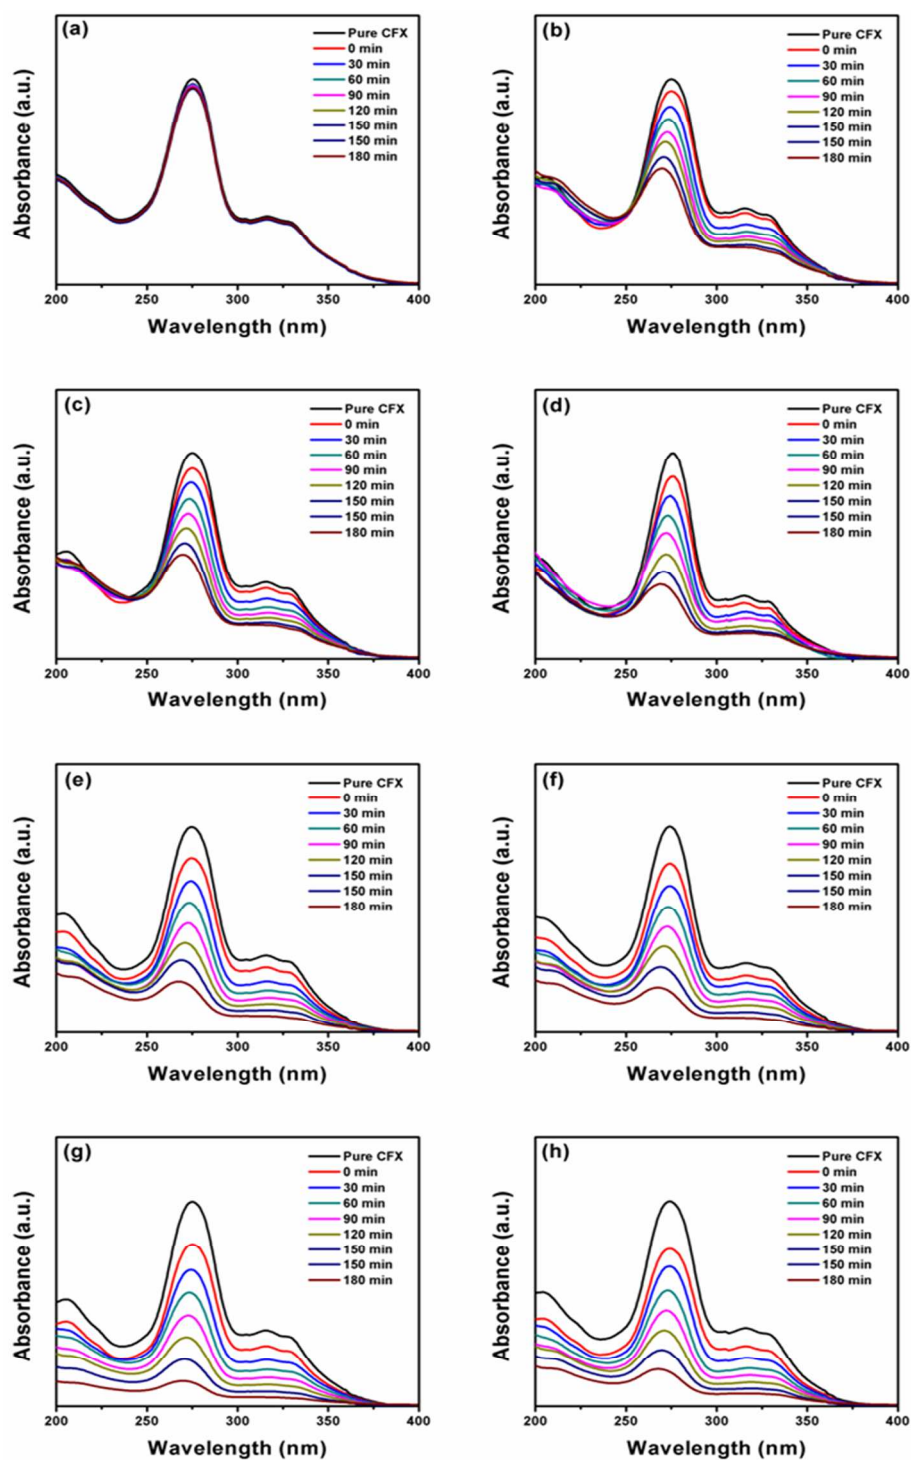 (a)
Pure CFX
0 min
30 min
60 min
90 min
120 min
150 min
150 min
180 min
Absorbance (a.u.)
200 250 300 350 400
Wavelength (nm)
(b)
Pure CFX
0 min
30 min
60 min
90 min
120 min
150 min
150 min
180 min
Absorbance (a.u.)
200 250 300 350 400
Wavelength (nm)
(c)
Pure CFX
0 min
30 min
60 min
90 min
120 min
150 min
150 min
180 min
Absorbance (a.u.)
200 250 300 350 400
Wavelength (nm)
(d)
Pure CFX
0 min
30 min
60 min
90 min
120 min
150 min
150 min
180 min
Absorbance (a.u.)
200 250 300 350 400
Wavelength (nm)
(e)
Pure CFX
0 min
30 min
60 min
90 min
120 min
150 min
150 min
180 min
Absorbance (a.u.)
200 250 300 350 400
Wavelength (nm)
(f)
Pure CFX
0 min
30 min
60 min
90 min
120 min
150 min
150 min
180 min
Absorbance (a.u.)
200 250 300 350 400
Wavelength (nm)
(g)
Pure CFX
0 min
30 min
60 min
90 min
120 min
150 min
150 min
180 min
Absorbance (a.u.)
200 250 300 350 400
Wavelength (nm)
(h)
Pure CFX
0 min
30 min
60 min
90 min
120 min
150 min
150 min
180 min
Absorbance (a.u.)
200 250 300 350 400
Wavelength (nm)